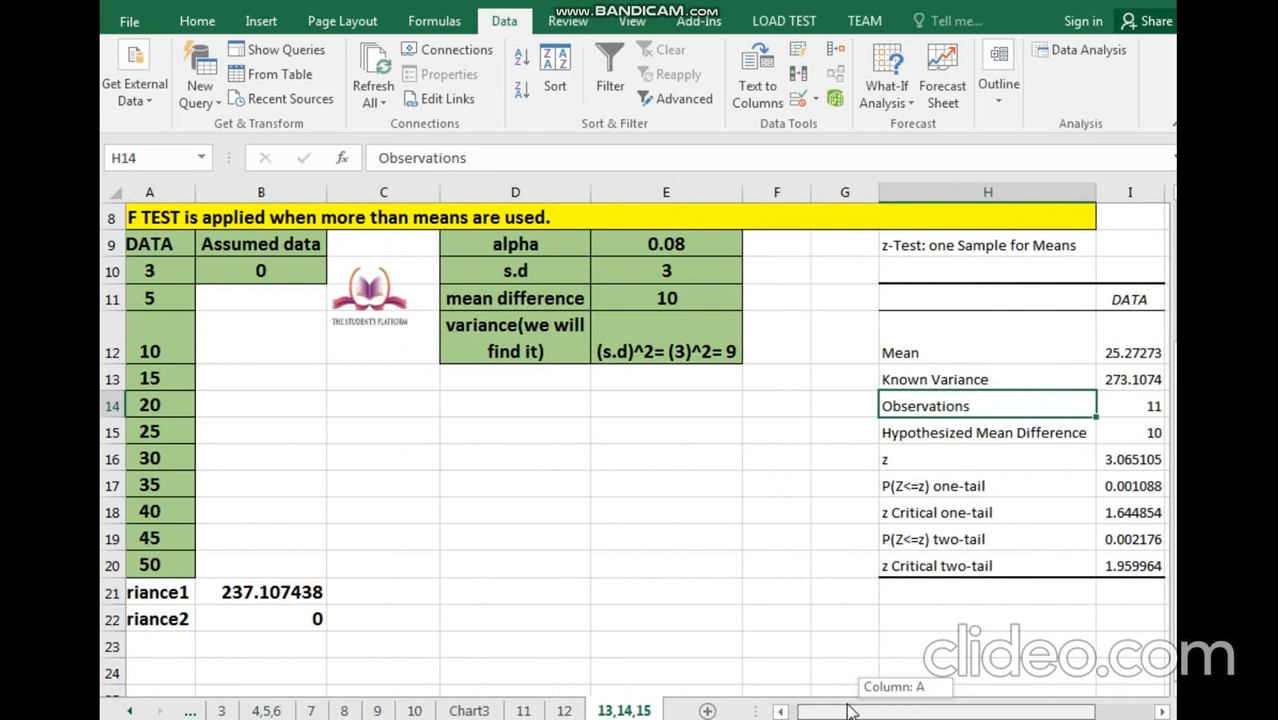 www.BANDICAM.com
File Home Insert Page Layout Formulas Data Review View Add-Ins LOAD TEST TEAM Tell me... Sign in Share
Get External Data
New Query
Show Queries
From Table
Recent Sources
Get & Transform
Refresh All
Connections
Properties
Edit Links
Connections
Sort
Filter
Clear
Reapply
Advanced
Sort & Filter
Text to Columns
Data Tools
What-If Analysis
Forecast Sheet
Forecast
Outline
Data Analysis
Analysis
H14 fx Observations
A B C D E F G H I
8 F TEST is applied when more than means are used.
9 DATA Assumed data alpha 0.08 z-Test: one Sample for Means
10 3 0 s.d 3
11 5 mean difference 10 DATA
THE STUDENTS PLATFORM
variance(we will
12 10 find it) (s.d)^2= (3)^2= 9 Mean 25.27273
13 15 Known Variance 273.1074
14 20 Observations 11
15 25 Hypothesized Mean Difference 10
16 30 z 3.065105
17 35 P(Z<=z) one-tail 0.001088
18 40 z Critical one-tail 1.644854
19 45 P(Z<=z) two-tail 0.002176
20 50 z Critical two-tail 1.959964
21 riance1 237.107438
22 riance2 0
23
24
clideo.com
Column: A
... 3 4,5,6 7 8 9 10 Chart3 11 12 13,14,15